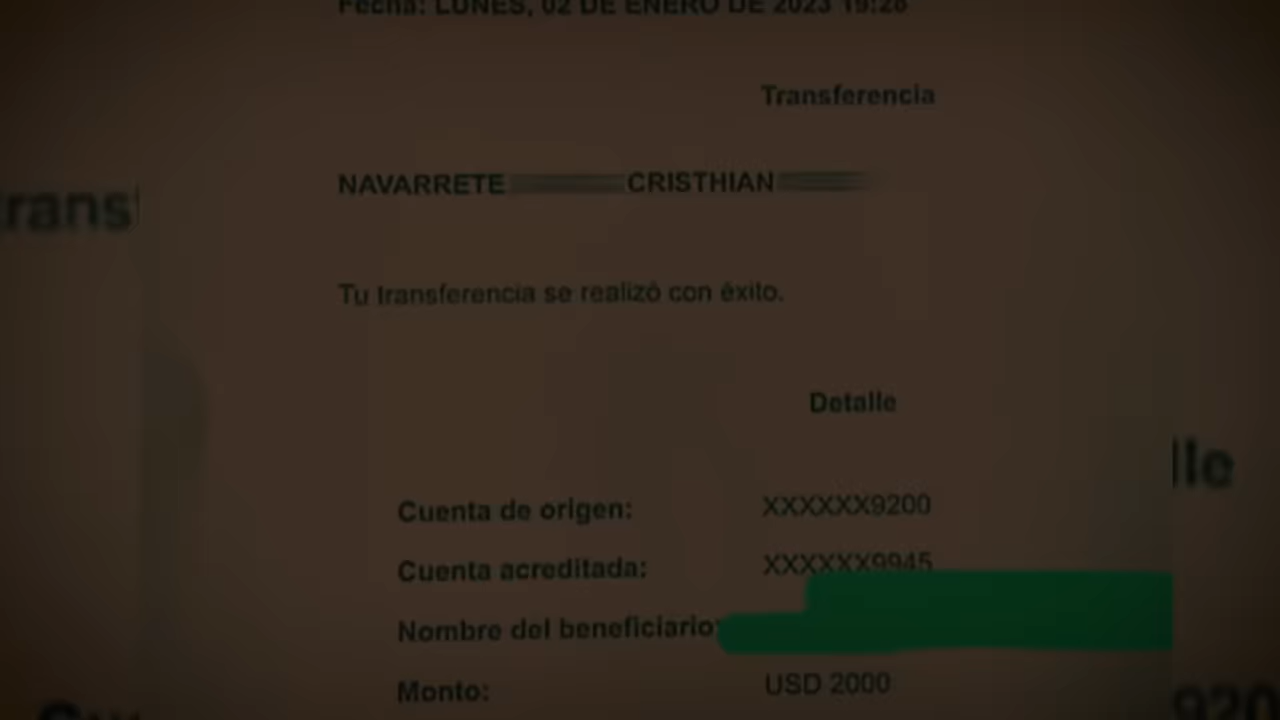 Fecha: LUNES, 02 DE ENERO DE 2023 19:28
Transferencia
NAVARRETE CRISTHIAN
Tu transferencia se realizó con éxito.
Detalle
Cuenta de origen: XXXXXX9200
Cuenta acreditada: XXXXXX9945
Nombre del beneficiario:
Monto: USD 2000